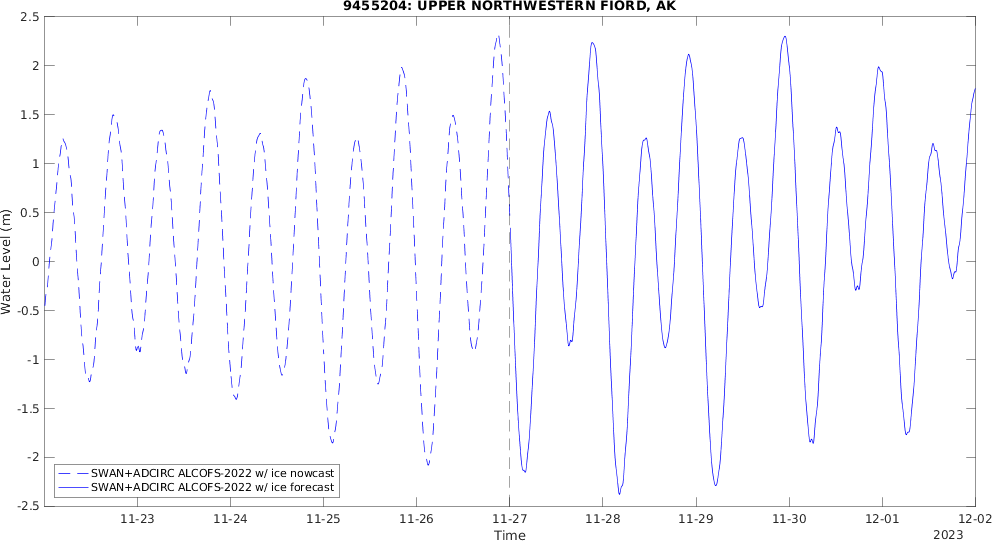 9455204: UPPER NORTHWESTERN FIORD, AK
Water Level (m)
2.5
2
1.5
1
0.5
0
-0.5
-1
-1.5
-2
-2.5
SWAN+ADCIRC ALCOFS-2022 w/ ice nowcast
SWAN+ADCIRC ALCOFS-2022 w/ ice forecast
11-23 11-24 11-25 11-26 11-27 11-28 11-29 11-30 12-01 12-02
Time
2023